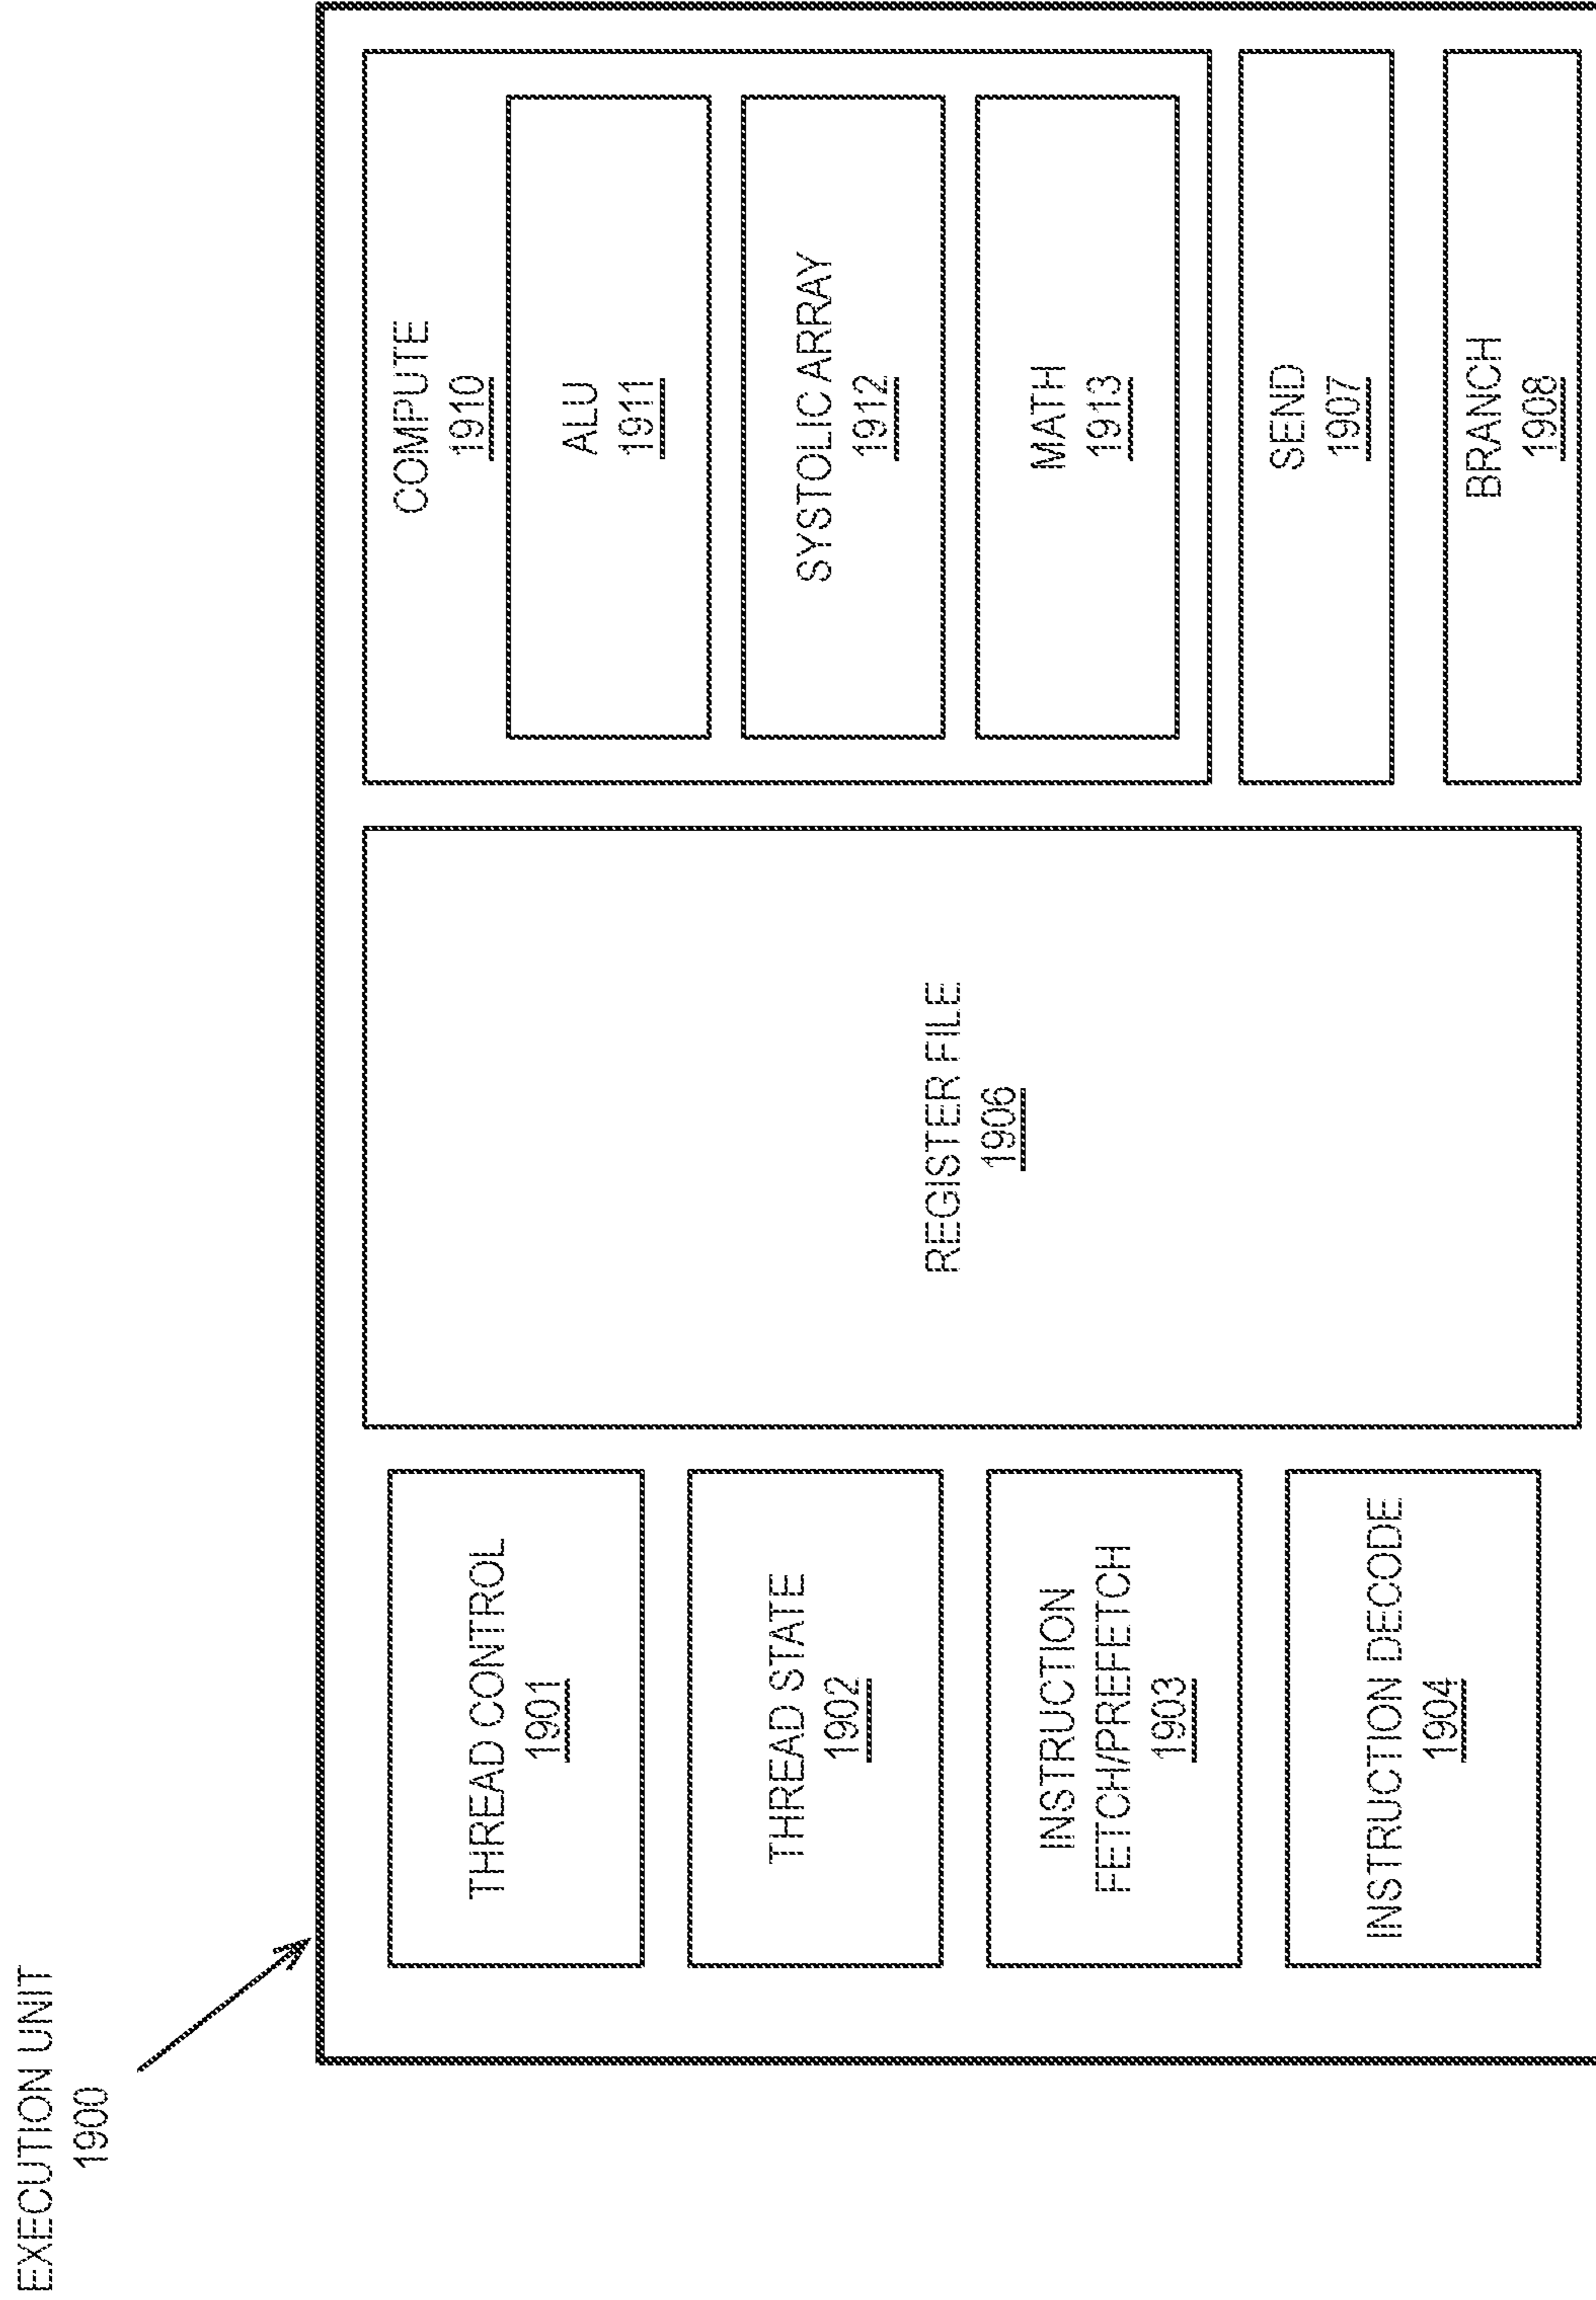 EXECUTION UNIT
1900
THREAD CONTROL
1901
THREAD STATE
1902
INSTRUCTION
FETCH/PREFETCH
1903
INSTRUCTION DECODE
1904
REGISTER FILE
1906
COMPUTE
1910
ALU
1911
SYSTOLIC ARRAY
1912
MATH
1913
SEND
1907
BRANCH
1908